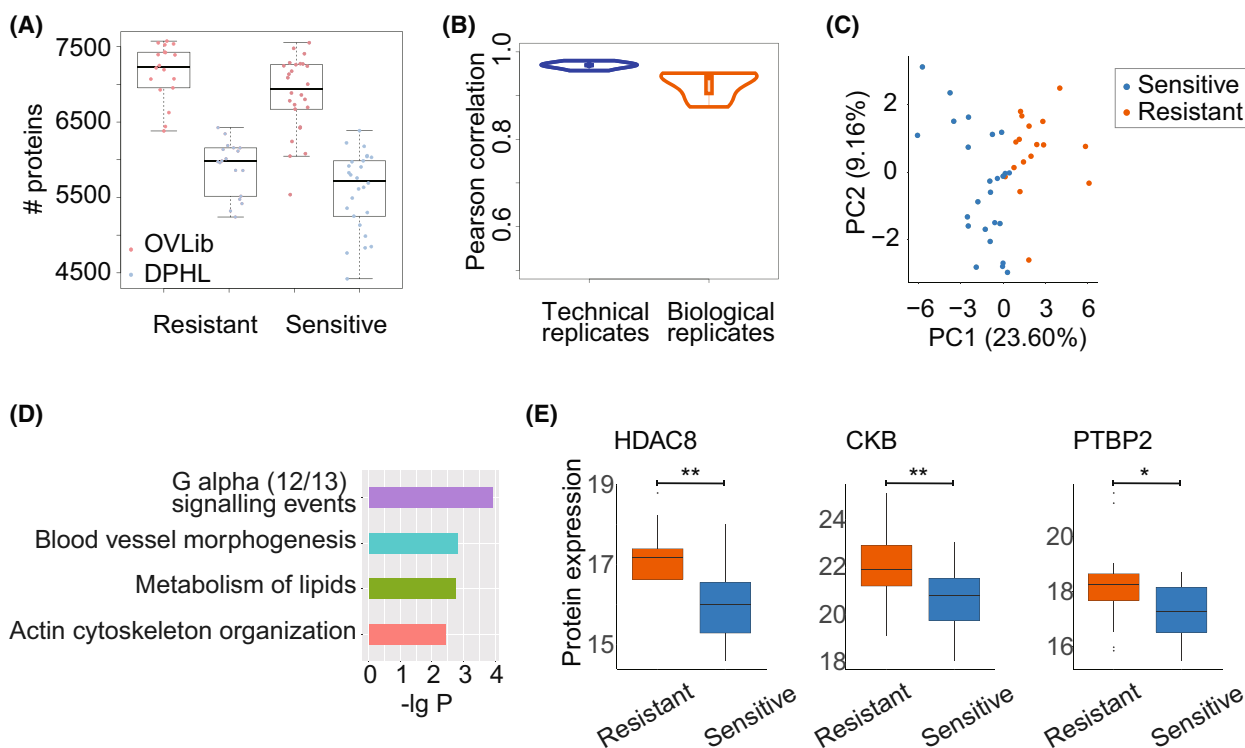 (A)
7500
6500
5500
4500
# proteins
OVLib
DPHL
Resistant
Sensitive
(B)
1.0
0.8
0.6
Pearson correlation
Technical
replicates
Biological
replicates
(C)
2
0
−2
PC2 (9.16%)
−6
−3
0
3
6
PC1 (23.60%)
Sensitive
Resistant
(D)
G alpha (12/13)
signalling events
Blood vessel morphogenesis
Metabolism of lipids
Actin cytoskeleton organization
0
1
2
3
4
-lg P
(E)
Protein expression
HDAC8
**
19
17
15
Resistant
Sensitive
CKB
**
24
22
20
18
Resistant
Sensitive
PTBP2
*
20
18
16
Resistant
Sensitive